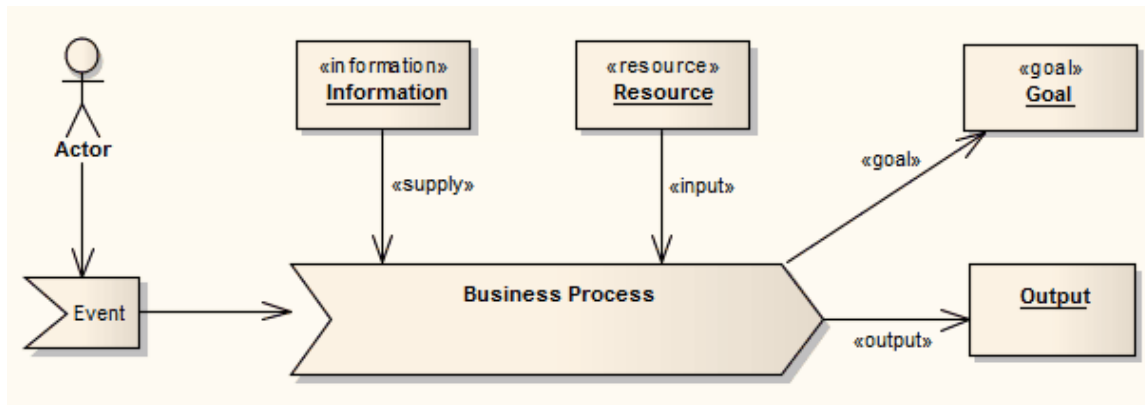 «information»
Information
«resource»
Resource
«goal»
Goal
Actor
«supply»
«input»
«goal»
Event
Business Process
Output
«output»